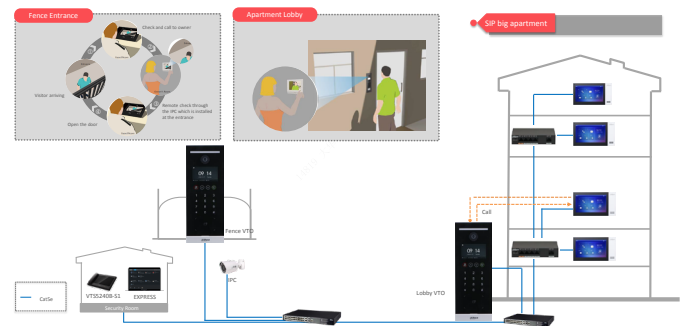 Fence Entrance
Apartment Lobby
SIP big apartment
Check and call to owner
Visitor arriving
Remote check through
the IPC which is installed
at the entrance
Open the door
09 14
Fence VTO
Call
IPC
09 14
Lobby VTO
VTS5240B-S1
EXPRESS
Security Room
Cat5e